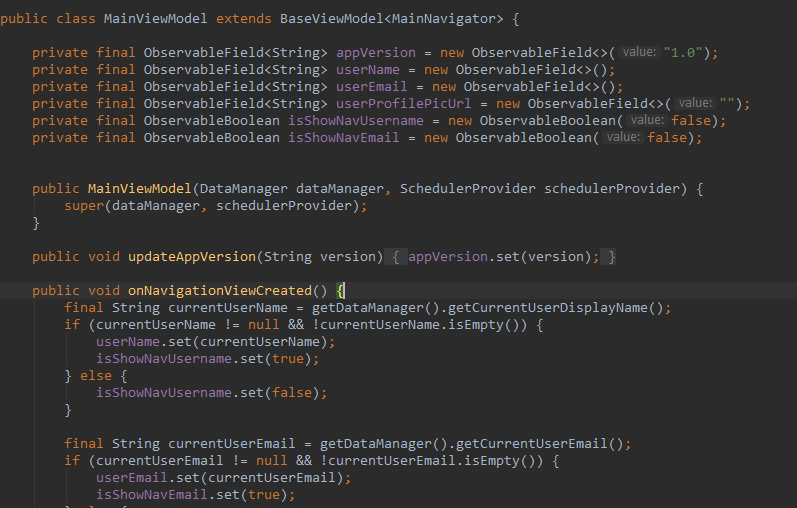 public class MainViewModel extends BaseViewModel<MainNavigator> {
private final ObservableField<String> appVersion = new ObservableField<>( value: "1.0");
private final ObservableField<String> userName = new ObservableField<>();
private final ObservableField<String> userEmail = new ObservableField<>();
private final ObservableField<String> userProfilePicUrl = new ObservableField<>( value: "");
private final ObservableBoolean isShowNavUsername = new ObservableBoolean( value: false);
private final ObservableBoolean isShowNavEmail = new ObservableBoolean( value: false);
public MainViewModel(DataManager dataManager, SchedulerProvider schedulerProvider) {
super(dataManager, schedulerProvider);
}
public void updateAppVersion(String version) { appVersion.set(version); }
public void onNavigationViewCreated() {
final String currentUserName = getDataManager().getCurrentUserDisplayName();
if (currentUserName != null && !currentUserName.isEmpty()) {
userName.set(currentUserName);
isShowNavUsername.set(true);
} else {
isShowNavUsername.set(false);
}
final String currentUserEmail = getDataManager().getCurrentUserEmail();
if (currentUserEmail != null && !currentUserEmail.isEmpty()) {
userEmail.set(currentUserEmail);
isShowNavEmail.set(true);
} else {